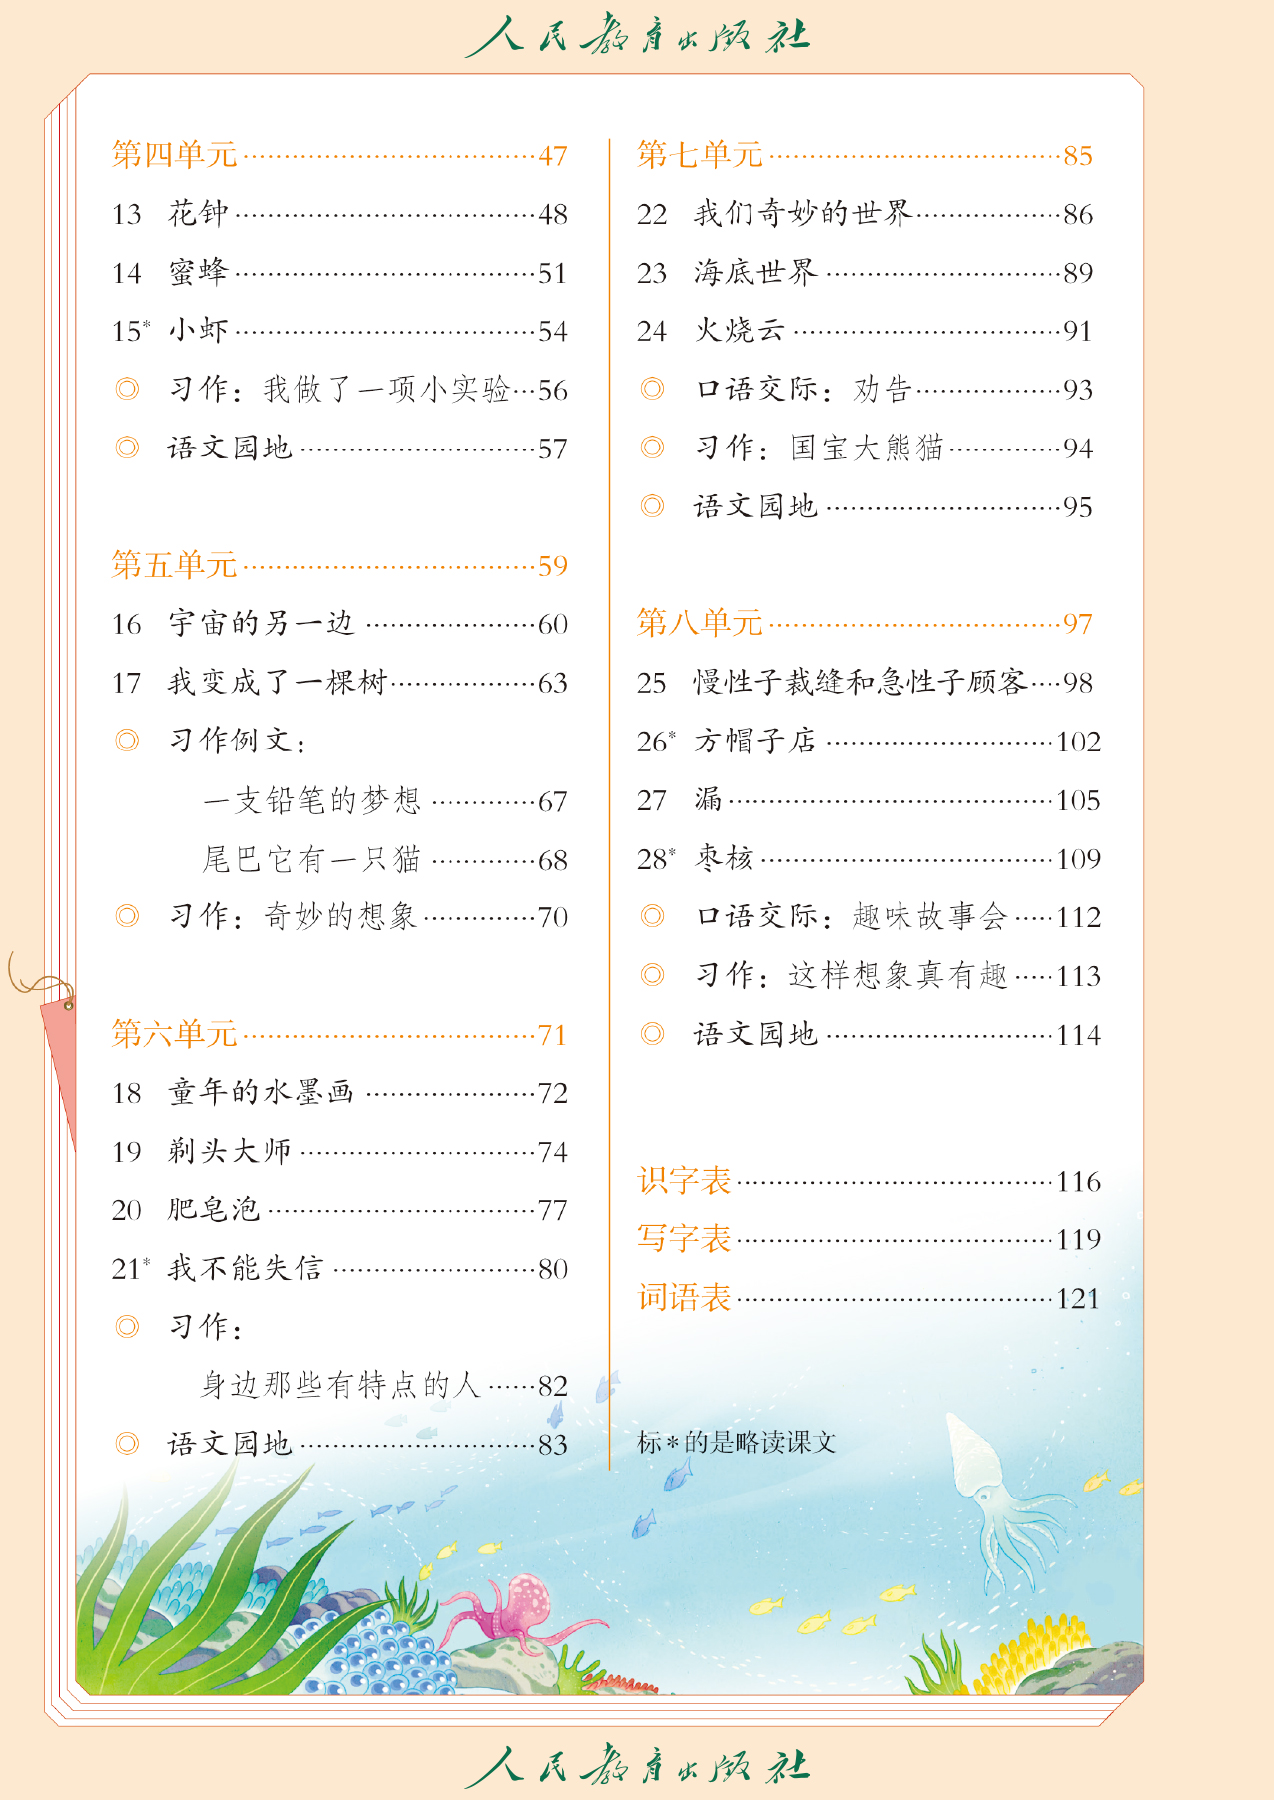 人民教育出版社
第四单元……………………………47
13 花钟……………………………48
14 蜜蜂……………………………51
15* 小虾……………………………54
◎ 习作：我做了一项小实验…56
◎ 语文园地………………………57
第五单元……………………………59
16 宇宙的另一边…………………60
17 我变成了一棵树………………63
◎ 习作例文：
一支铅笔的梦想…………67
尾巴它有一只猫…………68
◎ 习作：奇妙的想象……………70
第六单元……………………………71
18 童年的水墨画…………………72
19 剃头大师………………………74
20 肥皂泡…………………………77
21* 我不能失信……………………80
◎ 习作：
身边那些有特点的人……82
◎ 语文园地………………………83
第七单元……………………………85
22 我们奇妙的世界………………86
23 海底世界………………………89
24 火烧云…………………………91
◎ 口语交际：劝告………………93
◎ 习作：国宝大熊猫……………94
◎ 语文园地………………………95
第八单元……………………………97
25 慢性子裁缝和急性子顾客…98
26* 方帽子店………………………102
27 漏………………………………105
28* 枣核……………………………109
◎ 口语交际：趣味故事会……112
◎ 习作：这样想象真有趣……113
◎ 语文园地………………………114
识字表………………………………116
写字表………………………………119
词语表………………………………121
标*的是略读课文
人民教育出版社